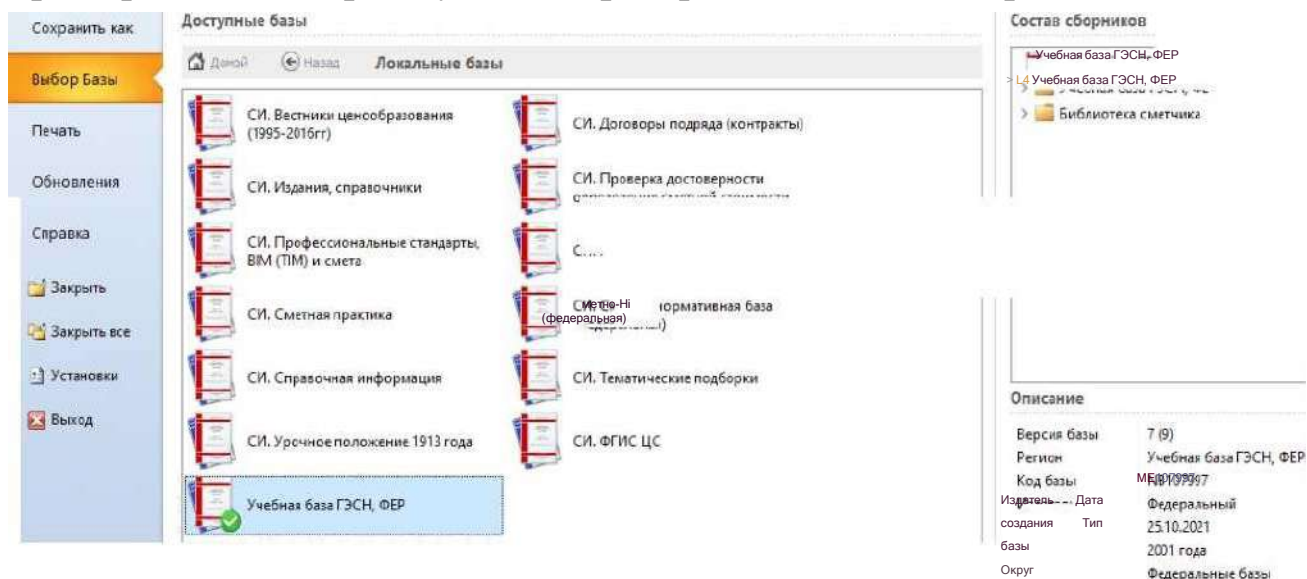 Сохранить как
Выбор Базы
Печать
Обновления
Справка
Закрыть
Закрыть все
Установки
Выход
Доступные базы
Домой
Назад
Локальные базы
СИ. Вестники ценообразования
(1995-2016гг)
СИ. Издания, справочники
СИ. Профессиональные стандарты,
BIM (TIM) и смета
СИ. Сметная практика
СИ. Справочная информация
СИ. Урочное положение 1913 года
Учебная база ГЭСН, ФЕР
СИ. Договоры подряда (контракты)
СИ. Проверка достоверности
нормативная база
(федеральная)
СИ. Тематические подборки
СИ. ФГИС ЦС
Состав сборников
Учебная база ГЭСН, ФЕР
Учебная база ГЭСН, ФЕР
Библиотека сметчика
Описание
Версия базы 7 (9)
Регион Учебная база ГЭСН, ФЕР
Код базы
Издатель Дата Федеральный
создания Тип 25.10.2021
базы 2001 года
Округ Федеральные базы